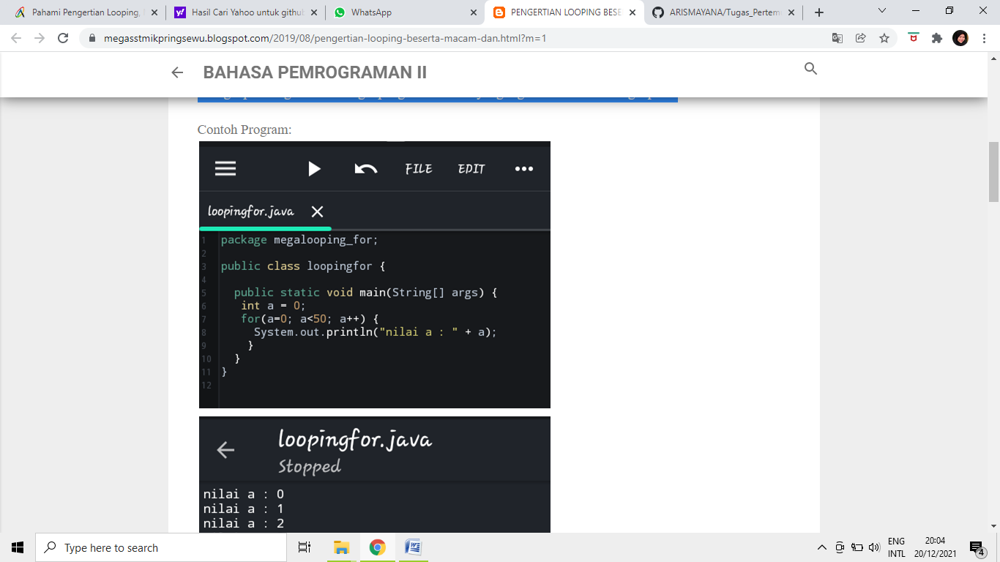 Pahami Pengertian Looping,
Hasil Cari Yahoo untuk githu
WhatsApp
PENGERTIAN LOOPING BESE
ARISMAYANA/Tugas_Pertem
megasstmikpringsewu.blogspot.com/2019/08/pengertian-looping-beserta-macam-dan.html?m=1
BAHASA PEMROGRAMAN II
Contoh Program:
FILE EDIT
loopingfor.java
1 package megalooping_for;
2
3 public class loopingfor {
4
5 public static void main(String[] args) {
6 int a = 0;
7 for(a=0; a<50; a++) {
8 System.out.println("nilai a : " + a);
9 }
10 }
11 }
12
loopingfor.java
Stopped
nilai a : 0
nilai a : 1
nilai a : 2
Type here to search
ENG
INTL
20:04
20/12/2021
4